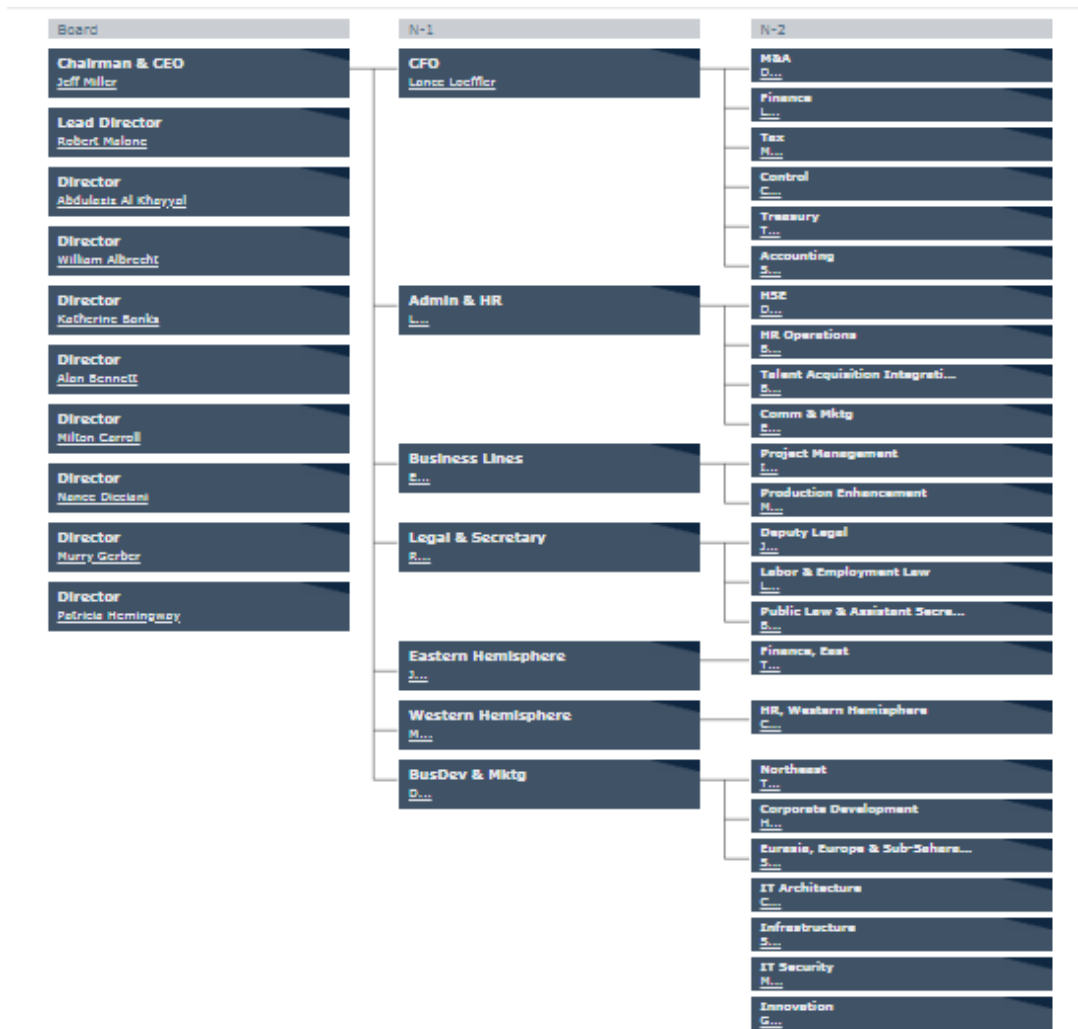 Board
Chairman & CEO
Jeff Miller
Lead Director
Robert Malone
Director
Abdulaziz Al Khayyal
Director
William Albrecht
Director
Katherine Banks
Director
Alan Bennett
Director
Milton Carroll
Director
Nance Dicciani
Director
Murry Gerber
Director
Patricia Hemingway
N-1
CFO
Lance Loeffler
Admin & HR
L...
Business Lines
E...
Legal & Secretary
R...
Eastern Hemisphere
J...
Western Hemisphere
M...
BusDev & Mktg
D...
N-2
M&A
D...
Finance
L...
Tax
M...
Control
C...
Treasury
T...
Accounting
S...
HSE
D...
HR Operations
B...
Talent Acquisition Integrati...
B...
Comm & Mktg
E...
Project Management
I...
Production Enhancement
M...
Deputy Legal
J...
Labor & Employment Law
L...
Public Law & Assistant Secre...
B...
Finance, East
T...
HR, Western Hemisphere
C...
Northeast
T...
Corporate Development
H...
Eurasia, Europe & Sub-Sahara...
S...
IT Architecture
C...
Infrastructure
S...
IT Security
M...
Innovation
G...